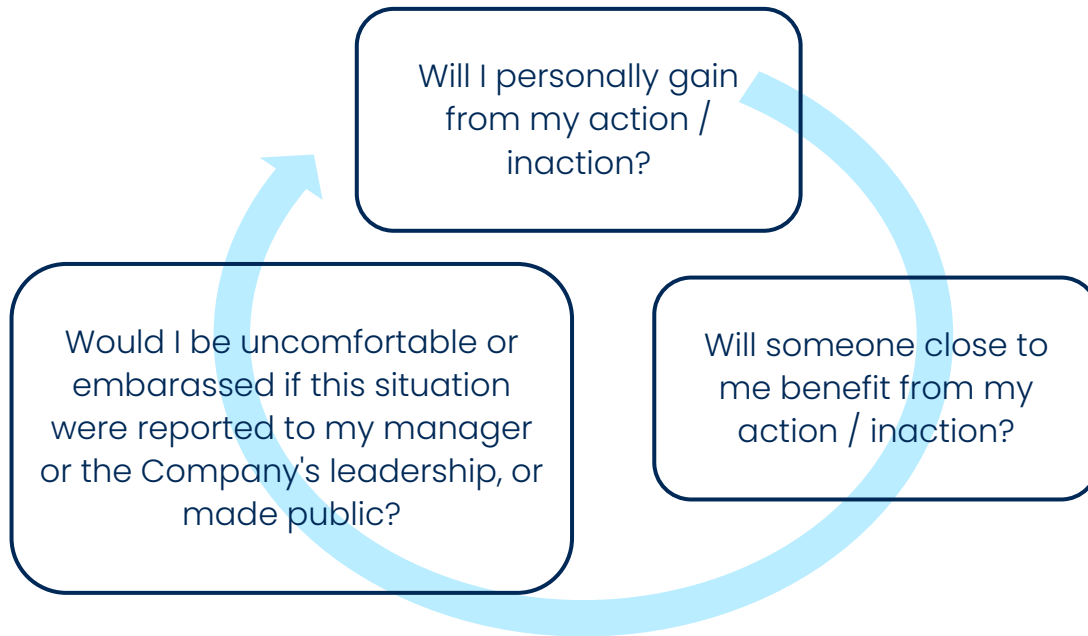 Will I personally gain
from my action /
inaction?
Will someone close to
me benefit from my
action / inaction?
Would I be uncomfortable or
embarassed if this situation
were reported to my manager
or the Company's leadership, or
made public?